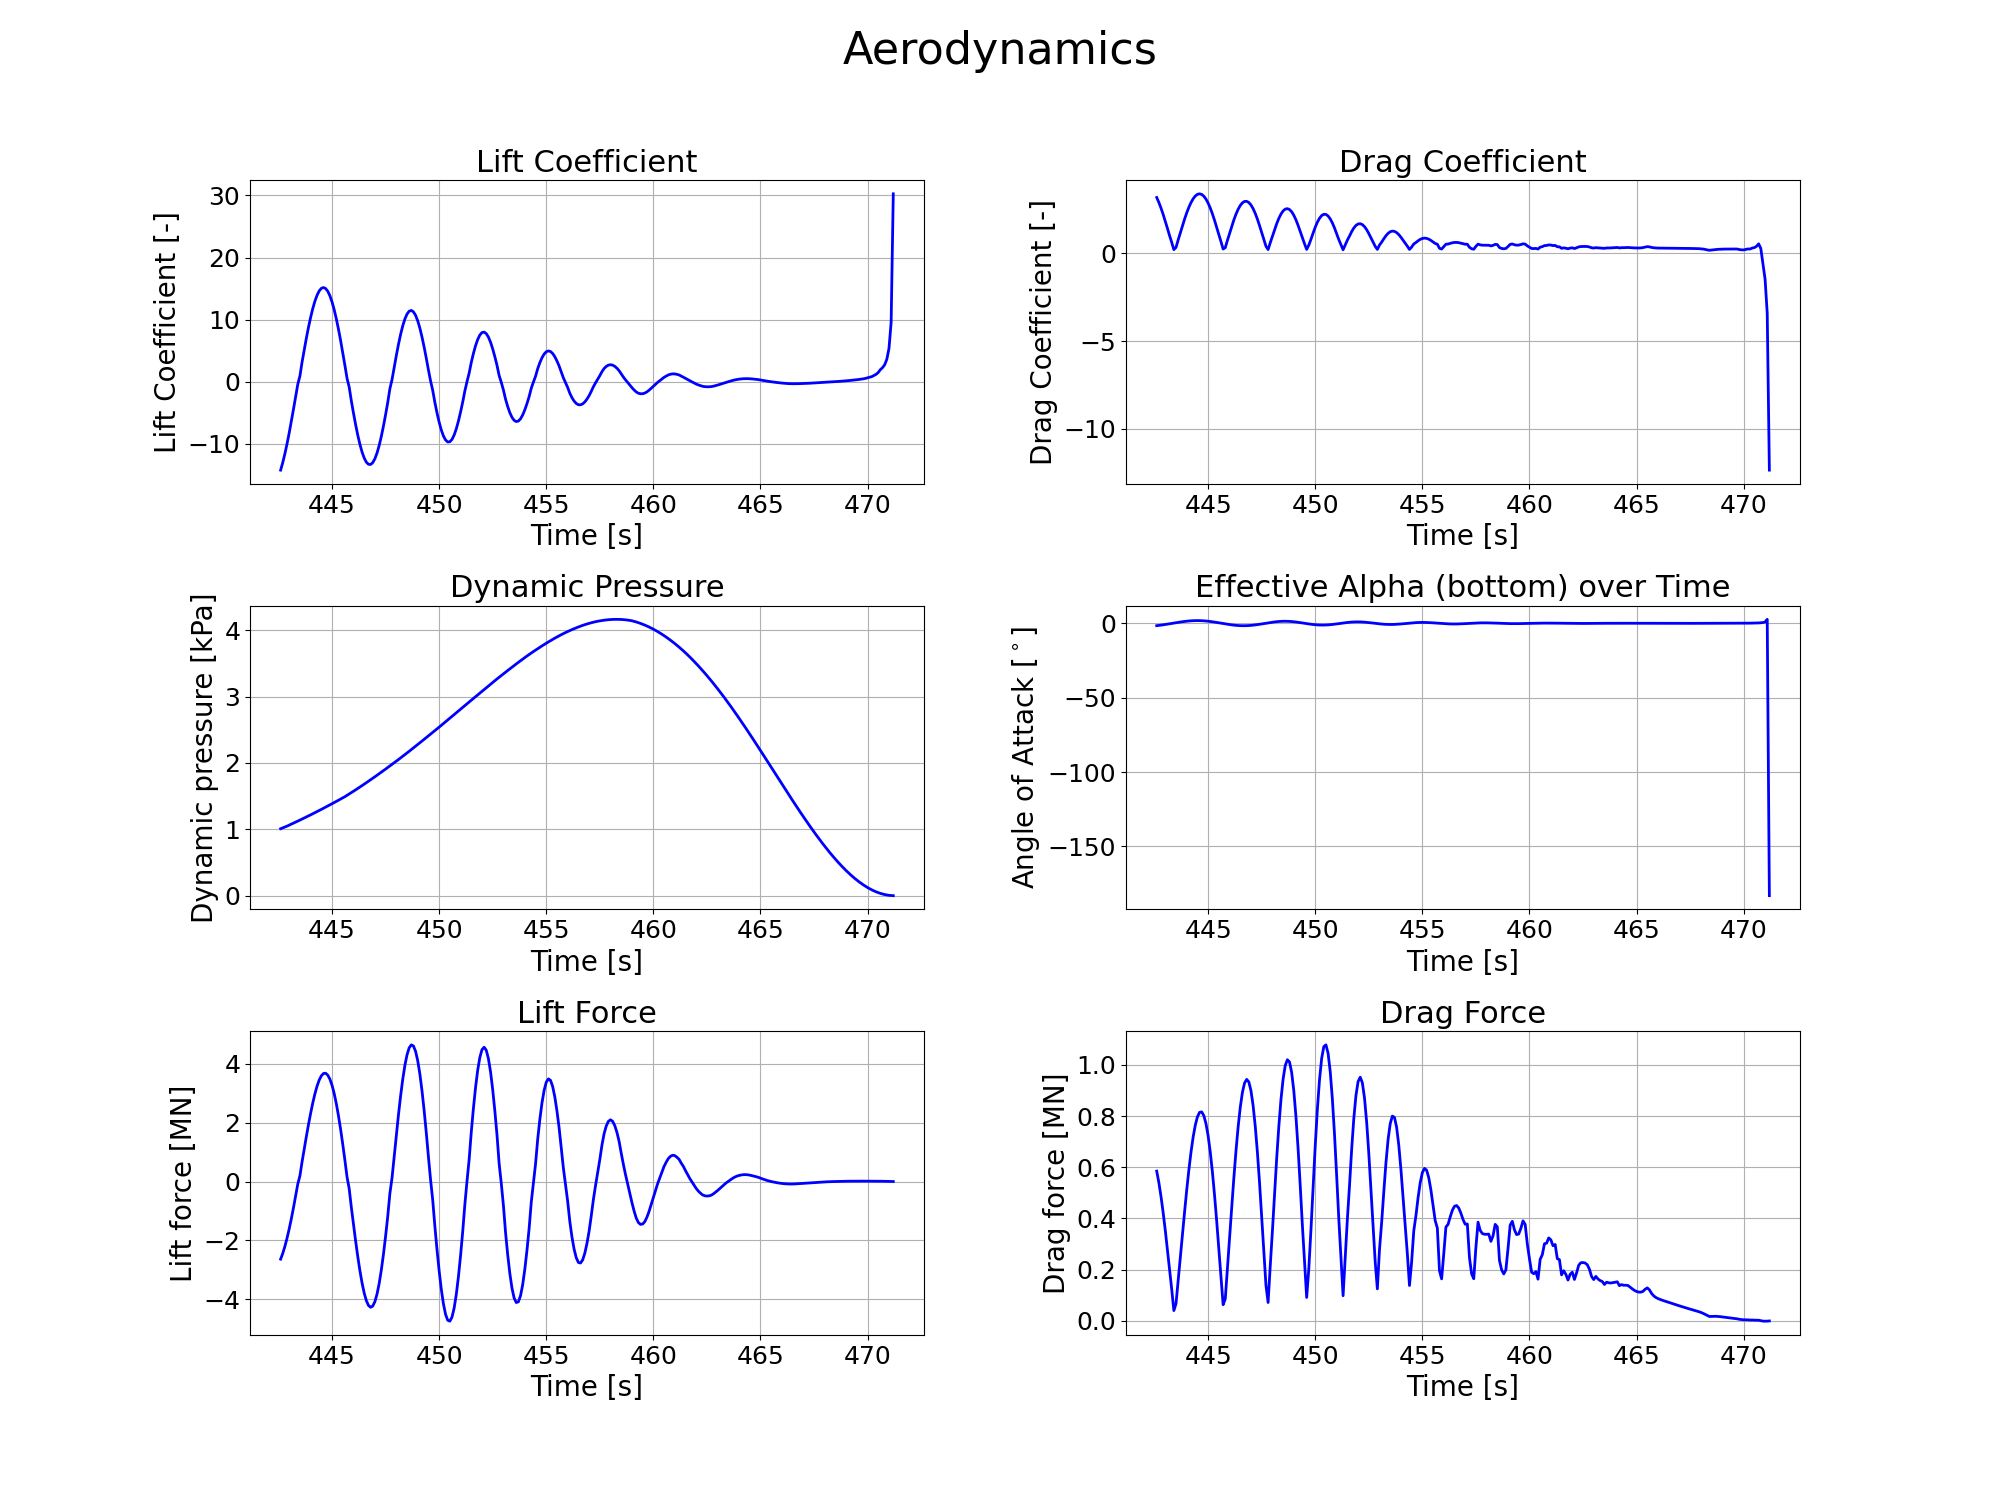 Aerodynamics
Lift Coefficient
Lift Coefficient [-]
30
20
10
0
−10
445 450 455 460 465 470
Time [s]
Drag Coefficient
Drag Coefficient [-]
0
−5
−10
445 450 455 460 465 470
Time [s]
Dynamic Pressure
Dynamic pressure [kPa]
4
3
2
1
0
445 450 455 460 465 470
Time [s]
Effective Alpha (bottom) over Time
Angle of Attack [°]
0
−50
−100
−150
445 450 455 460 465 470
Time [s]
Lift Force
Lift force [MN]
4
2
0
−2
−4
445 450 455 460 465 470
Time [s]
Drag Force
Drag force [MN]
1.0
0.8
0.6
0.4
0.2
0.0
445 450 455 460 465 470
Time [s]